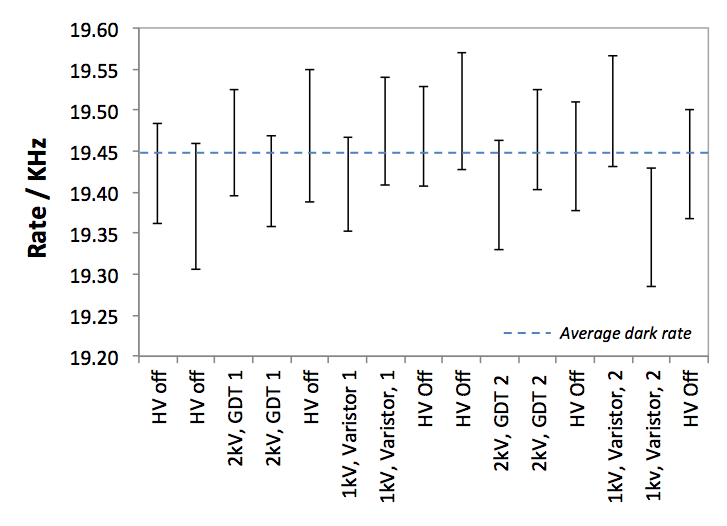 19.60
19.55
19.50
19.45
19.40
19.35
19.30
19.25
19.20
Rate / KHz
Average dark rate
HV off
HV off
2kV, GDT 1
2kV, GDT 1
HV off
1kV, Varistor 1
1kV, Varistor, 1
HV Off
HV Off
2kV, GDT 2
2kV, GDT 2
HV Off
1kV, Varistor, 2
1kv, Varistor, 2
HV Off